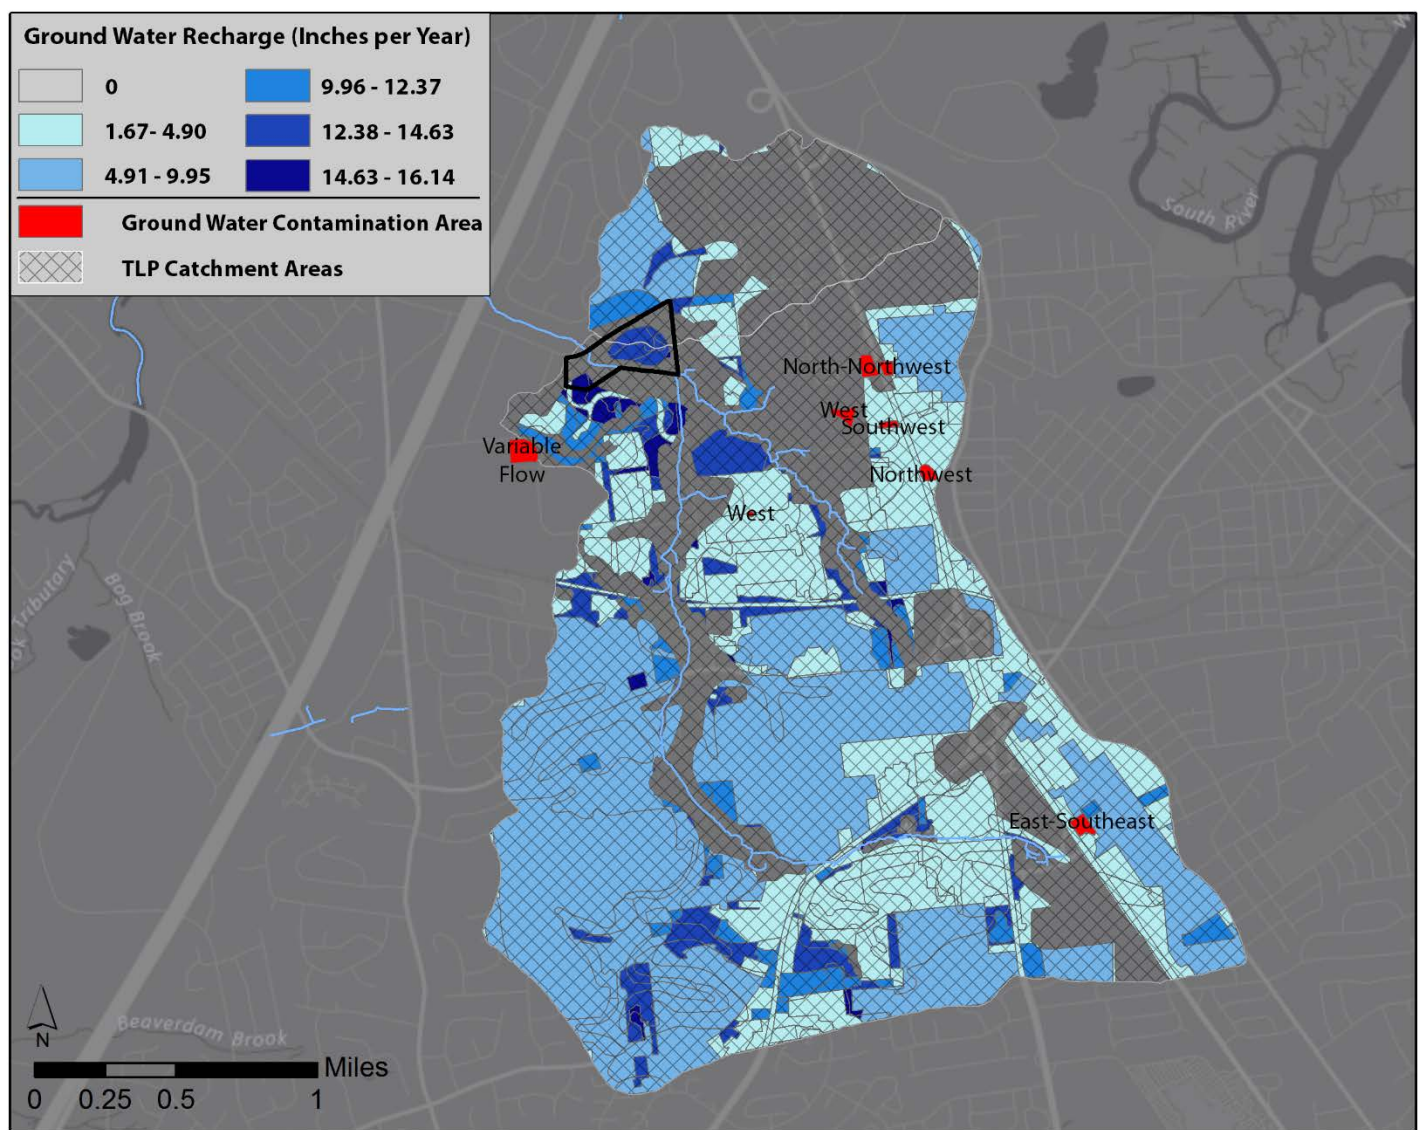 Ground Water Recharge (Inches per Year)
0
9.96 - 12.37
1.67- 4.90
12.38 - 14.63
4.91 - 9.95
14.63 - 16.14
Ground Water Contamination Area
TLP Catchment Areas
W
South River
North-Northwest
West
Southwest
Variable
Flow
Northwest
West
ok Tributary
Bog Brook
East-Southeast
Beaverdam Brook
N
Miles
0 0.25 0.5 1